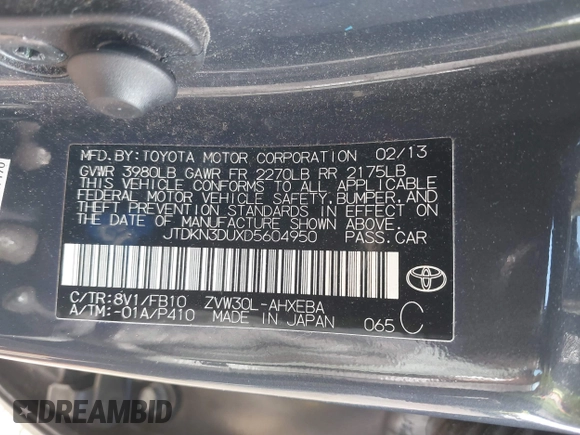 MFD. BY: TOYOTA MOTOR CORPORATION 02/13
GVWR 3980LB GAWR FR 2270LB RR 2175LB
THIS VEHICLE CONFORMS TO ALL APPLICABLE
FEDERAL MOTOR VEHICLE SAFETY, BUMPER, AND
THEFT PREVENTION STANDARDS IN EFFECT ON
THE DATE OF MANUFACTURE SHOWN ABOVE.
JTDKN3DUXD5604950 PASS. CAR
C/TR: 8V1/FB10 ZVW30L-AHXEBA
A/TM: -01A/P410 MADE IN JAPAN 065 C
TOYOTA
DREAMBID